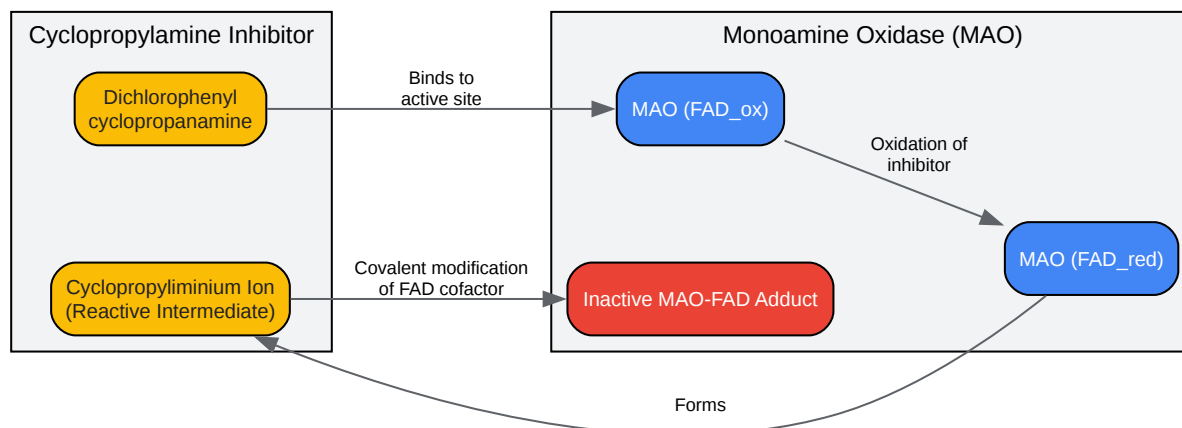 Cyclopropylamine Inhibitor
Monoamine Oxidase (MAO)
Dichlorophenyl
cyclopropanamine
Binds to
active site
MAO (FAD_ox)
Oxidation of
inhibitor
MAO (FAD_red)
Cyclopropyliminium Ion
(Reactive Intermediate)
Covalent modification
of FAD cofactor
Inactive MAO-FAD Adduct
Forms